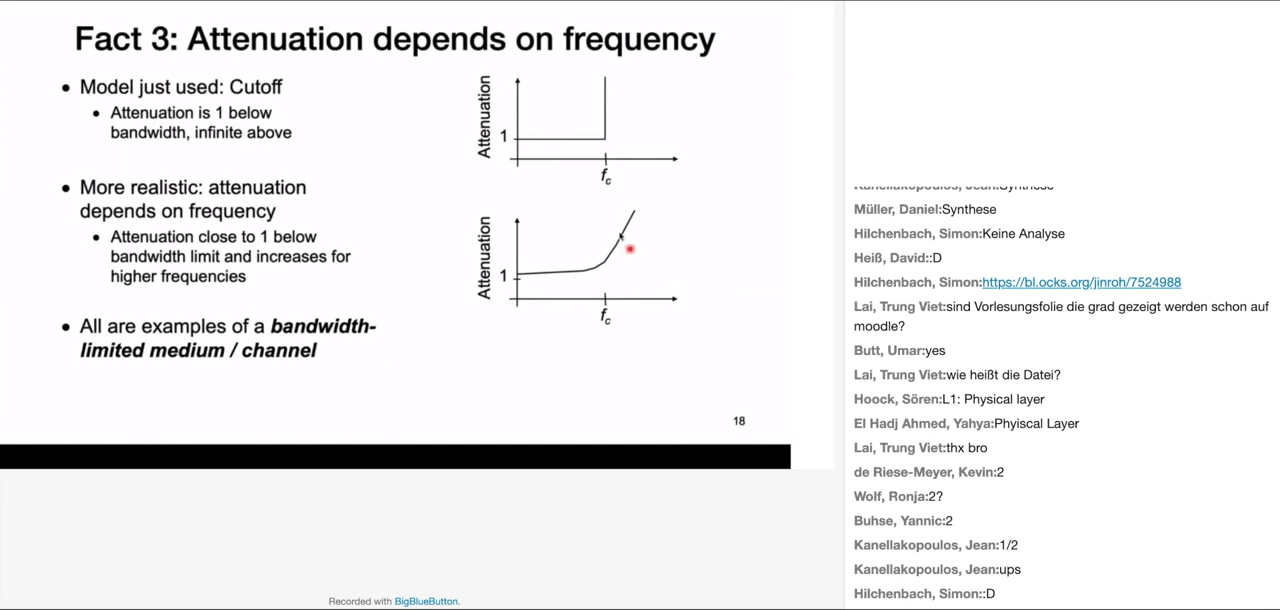 Fact 3: Attenuation depends on frequency
• Model just used: Cutoff
• Attenuation is 1 below
bandwidth, infinite above
• More realistic: attenuation
depends on frequency
• Attenuation close to 1 below
bandwidth limit and increases for
higher frequencies
• All are examples of a bandwidth-
limited medium / channel
Attenuation
1
fc
Attenuation
1
fc
18
Recorded with BigBlueButton.
Kanellakopoulos, Jean:Synthese
Müller, Daniel:Synthese
Hilchenbach, Simon:Keine Analyse
Heiß, David::D
Hilchenbach, Simon:https://bl.ocks.org/jinroh/7524988
Lai, Trung Viet:sind Vorlesungsfolie die grad gezeigt werden schon auf
moodle?
Butt, Umar:yes
Lai, Trung Viet:wie heißt die Datei?
Hoock, Sören:L1: Physical layer
El Hadj Ahmed, Yahya:Phyiscal Layer
Lai, Trung Viet:thx bro
de Riese-Meyer, Kevin:2
Wolf, Ronja:2?
Buhse, Yannic:2
Kanellakopoulos, Jean:1/2
Kanellakopoulos, Jean:ups
Hilchenbach, Simon::D